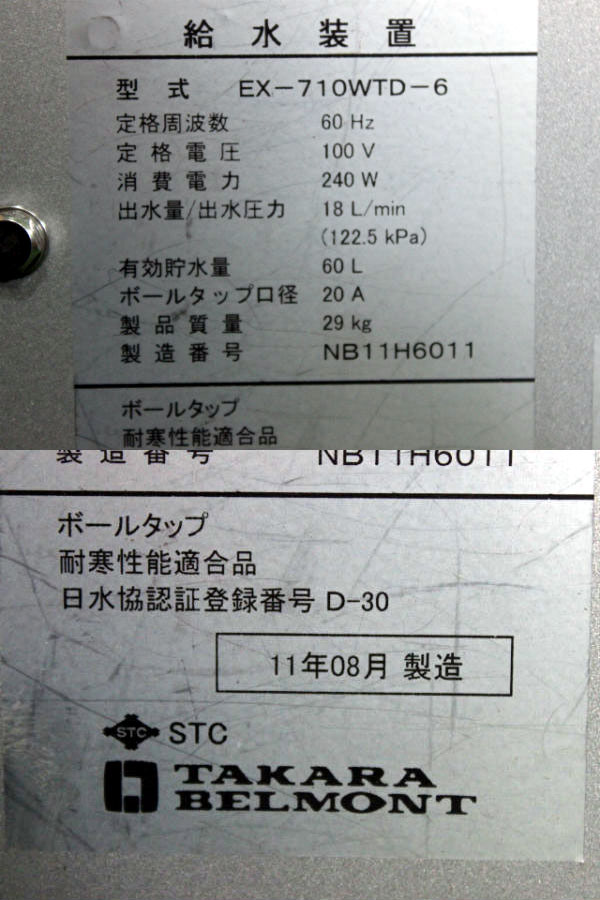 給水装置
型式 EX-710WTD-6
定格周波数 60 Hz
定格電圧 100 V
消費電力 240 W
出水量/出水圧力 18 L/min
(122.5 kPa)
有効貯水量 60 L
ボールタップ口径 20 A
製品質量 29 kg
製造番号 NB11H6011
ボールタップ
耐寒性能適合品
製造番号 NB11H6011
ボールタップ
耐寒性能適合品
日水協認証登録番号 D-30
11年08月 製造
STC STC
TAKARA
BELMONT